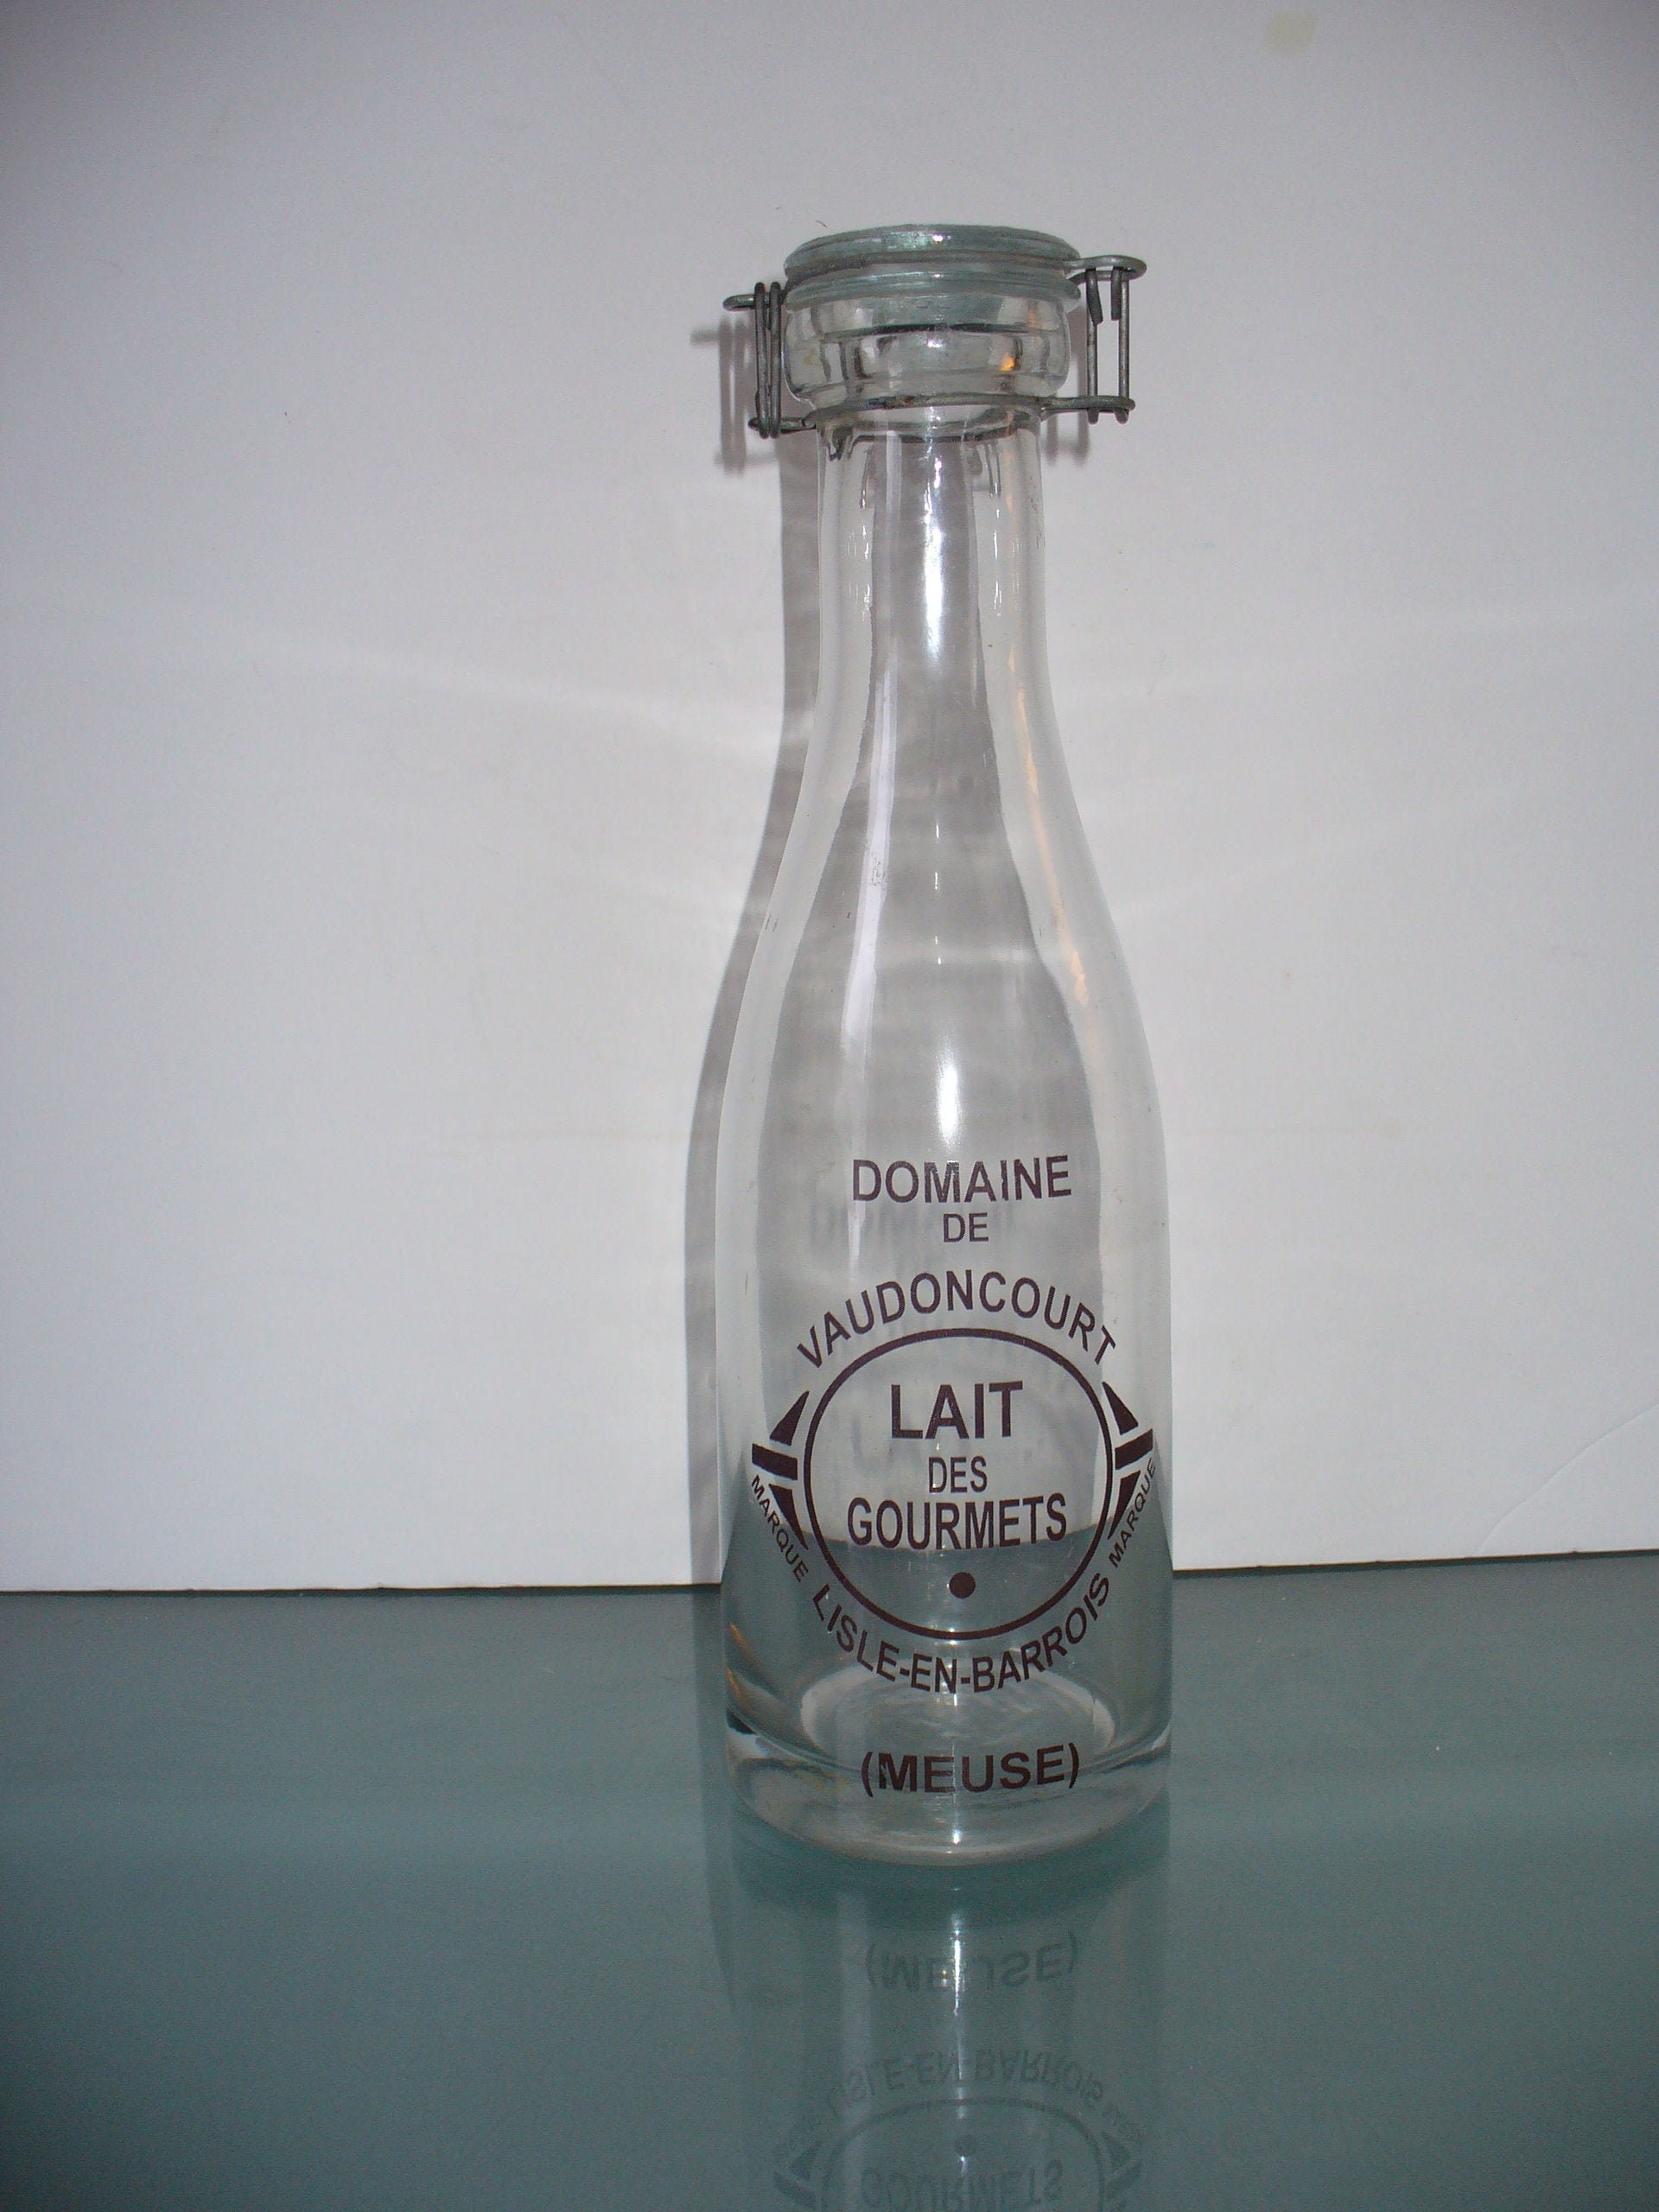 DOMAINE
DE
VAUDONCOURT
LAIT
DES
GOURMETS
MARQUE
MARQUE
LISLE-EN-BARROIS
(MEUSE)